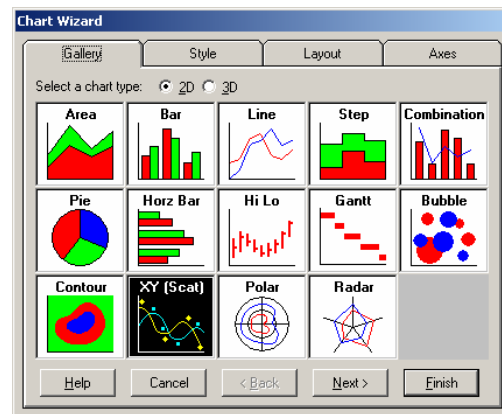 Chart Wizard
Gallery Style Layout Axes
Select a chart type: 2D 3D
Area Bar Line Step Combination
Pie Horz Bar Hi Lo Gantt Bubble
Contour XY (Scat) Polar Radar
Help Cancel < Back Next > Finish